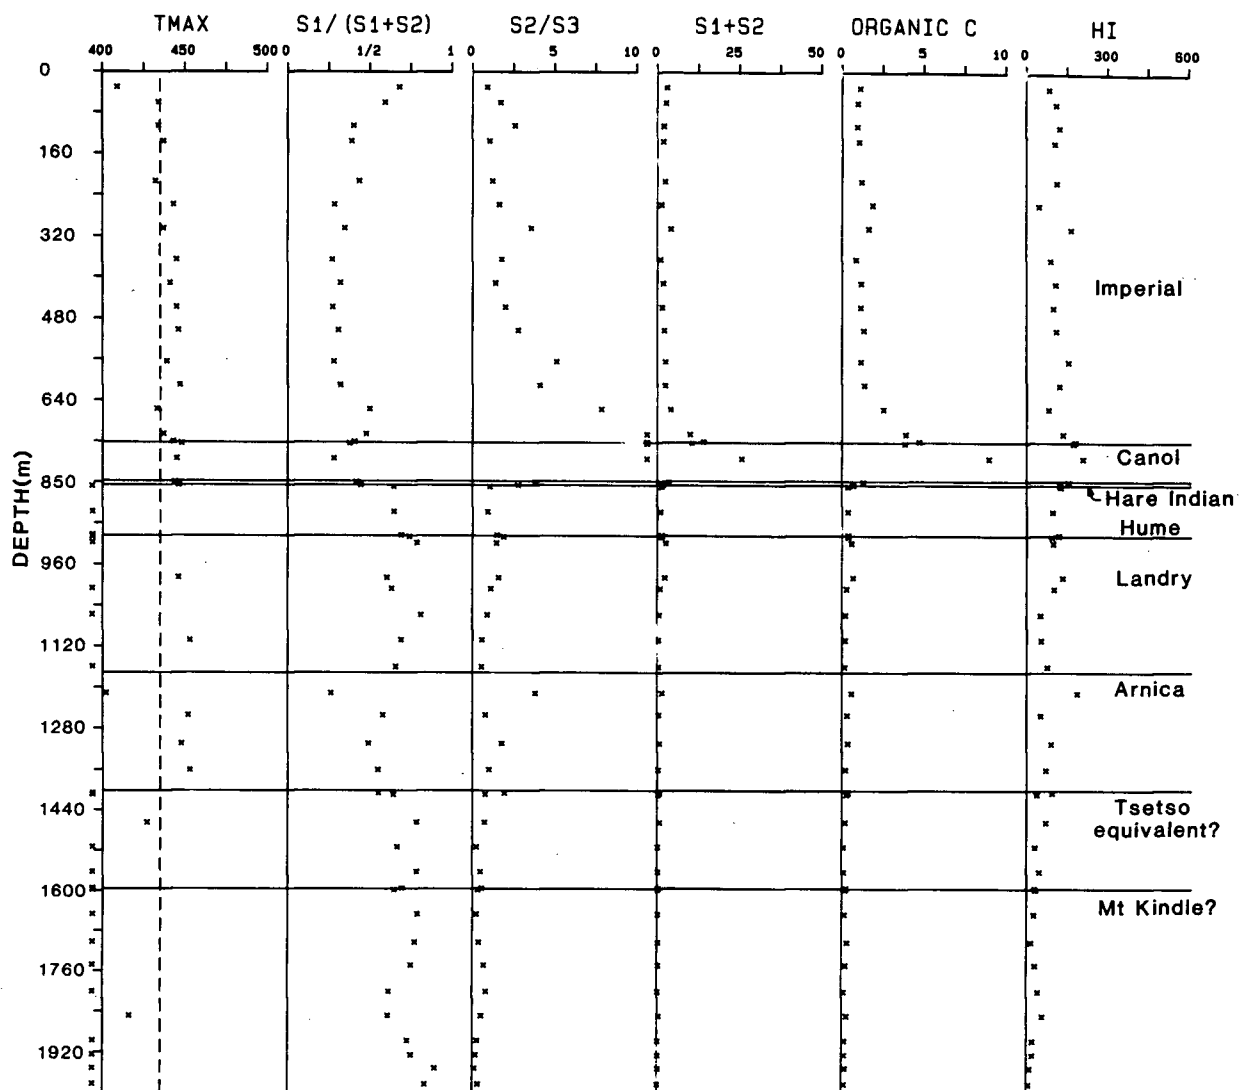 TMAX S1/(S1+S2) S2/S3 S1+S2 ORGANIC C HI
400 450 500 0 1/2 1 0 5 10 0 25 50 0 5 10 0 300 600
0
160
320
Imperial
480
640
DEPTH(m)
Canol
850
Hare Indian
Hume
960
Landry
1120
Arnica
1280
1440
Tsetso
equivalent?
1600
Mt Kindle?
1760
1920